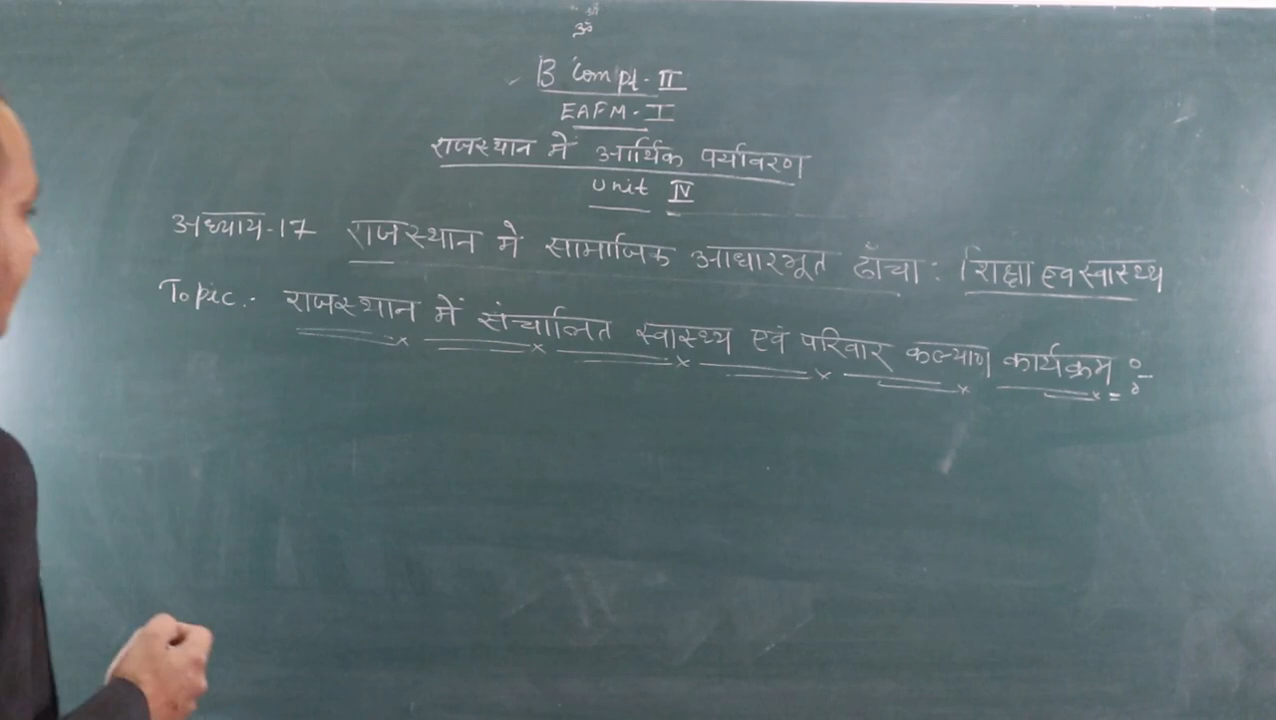 ॐ
B Com pt-II
EAFM-I
राजस्थान में आर्थिक पर्यावरण
Unit IV
अध्याय-17 राजस्थान मे सामाजिक आधारभूत ढाँचा : शिक्षा एव स्वास्थ्य
Topic:- राजस्थान में संचालित स्वास्थ्य एवं परिवार कल्याण कार्यक्रम :-